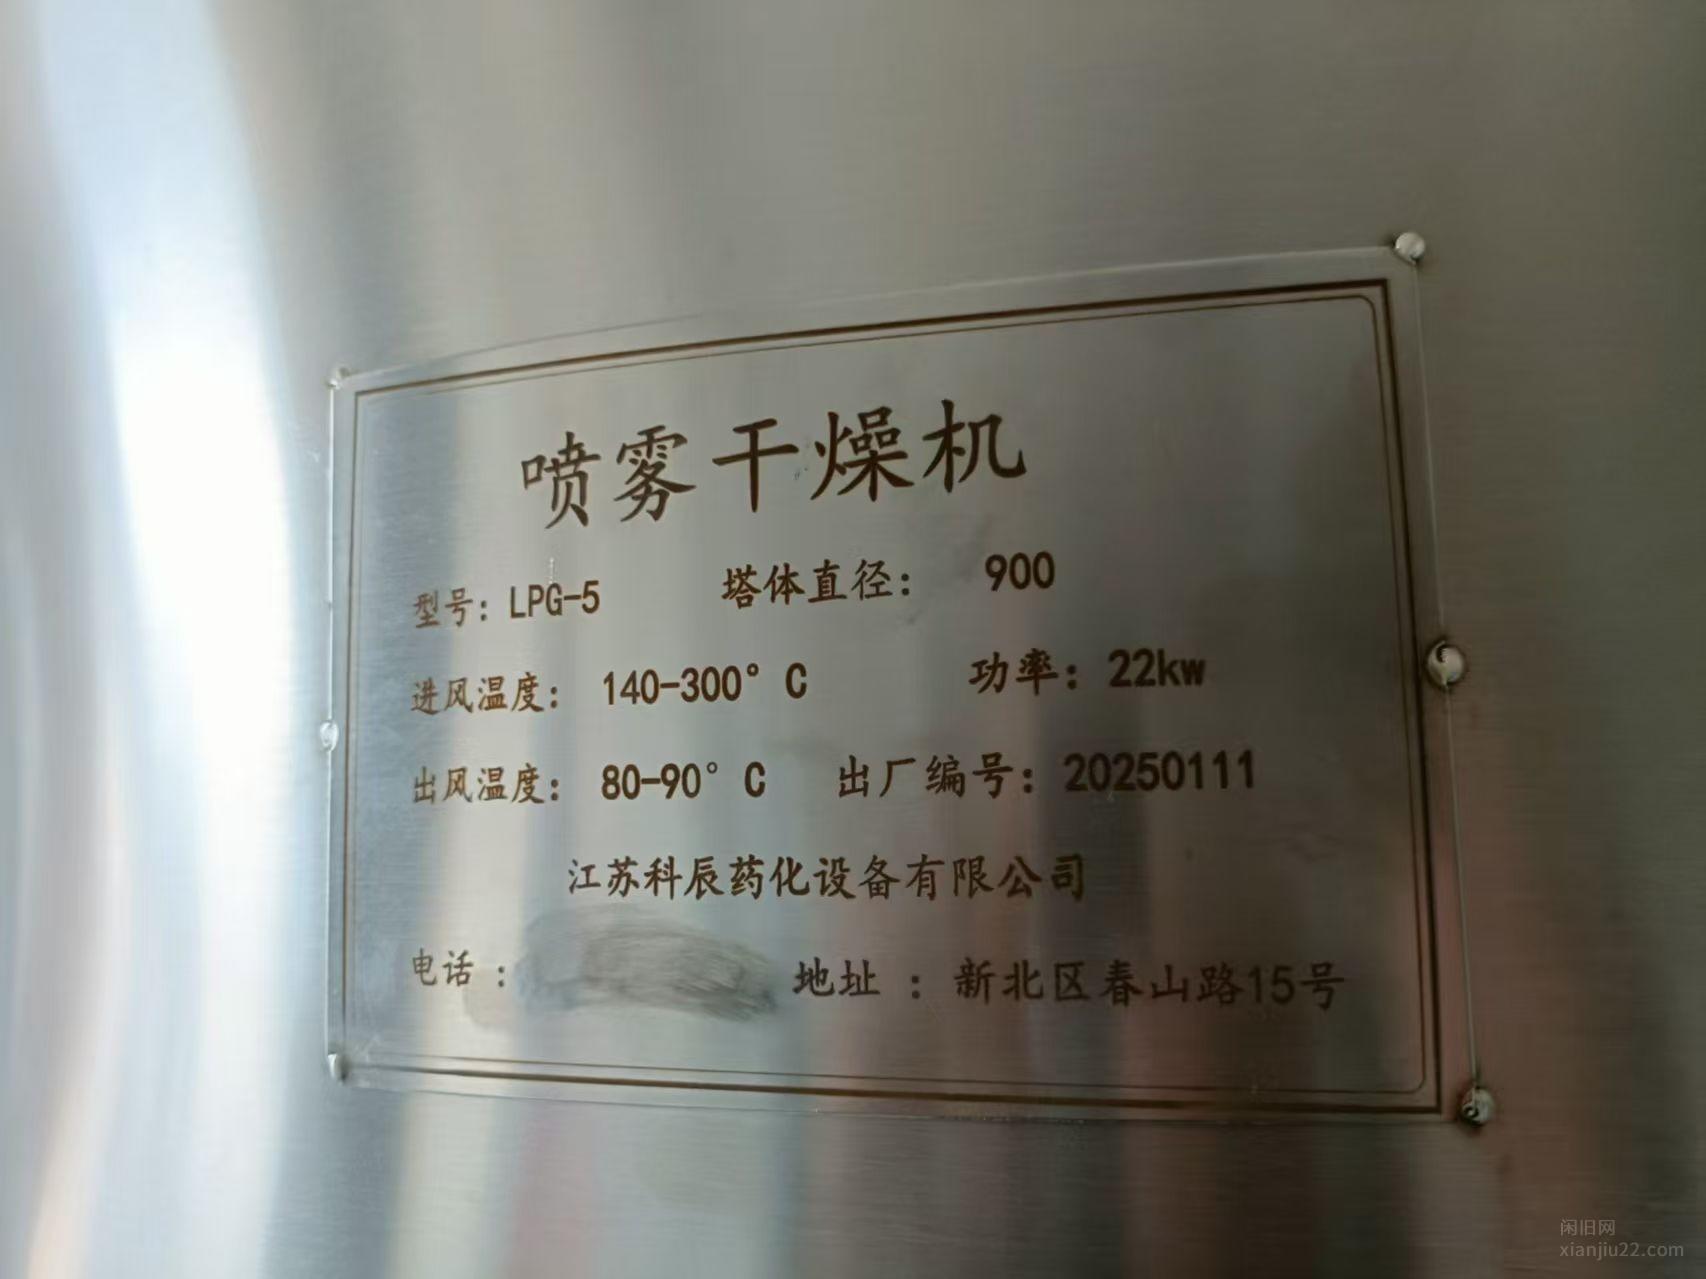 喷雾干燥机
型号：LPG-5 塔体直径： 900
进风温度： 140-300°C 功率：22kw
出风温度： 80-90°C 出厂编号：20250111
江苏科辰药化设备有限公司
电话： 地址：新北区春山路15号
闲旧网
xianjiu22.com